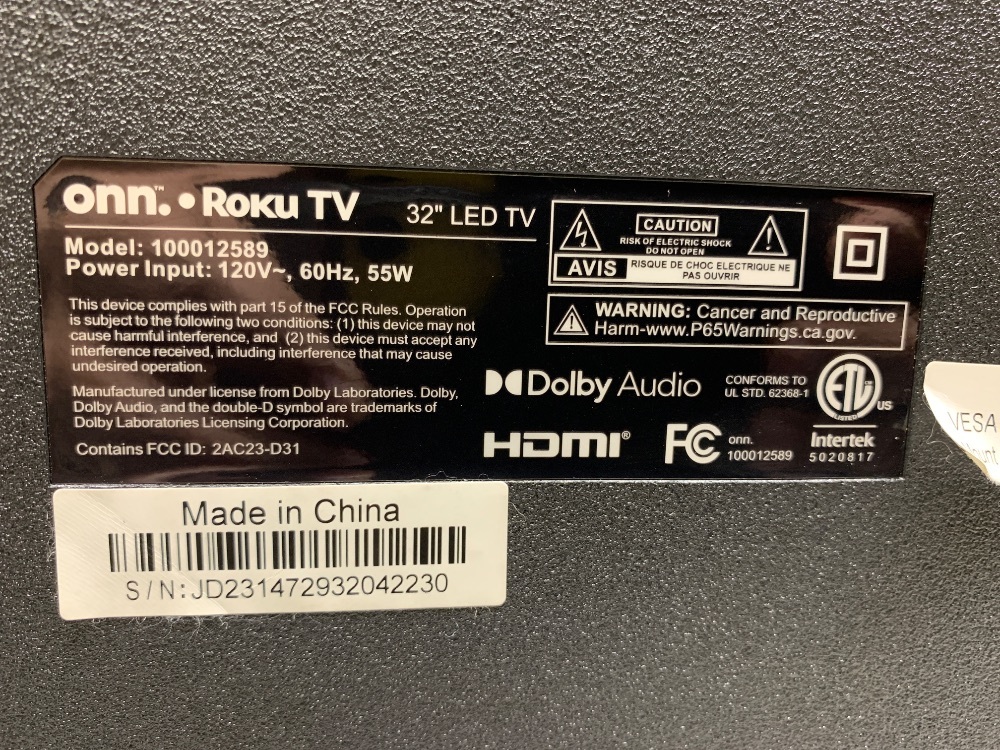 onn.™ • Roku TV
32" LED TV
Model: 100012589
Power Input: 120V~, 60Hz, 55W
This device complies with part 15 of the FCC Rules. Operation
is subject to the following two conditions: (1) this device may not
cause harmful interference, and (2) this device must accept any
interference received, including interference that may cause
undesired operation.
Manufactured under license from Dolby Laboratories. Dolby,
Dolby Audio, and the double-D symbol are trademarks of
Dolby Laboratories Licensing Corporation.
Contains FCC ID: 2AC23-D31
CAUTION
RISK OF ELECTRIC SHOCK
DO NOT OPEN
AVIS
RISQUE DE CHOC ELECTRIQUE NE
PAS OUVRIR
WARNING: Cancer and Reproductive
Harm-www.P65Warnings.ca.gov.
Dolby Audio
CONFORMS TO
UL STD. 62368-1
ETL
LISTED
US
Intertek
5020817
HDMI®
FC
onn.
100012589
Made in China
S/N:JD231472932042230
VESA